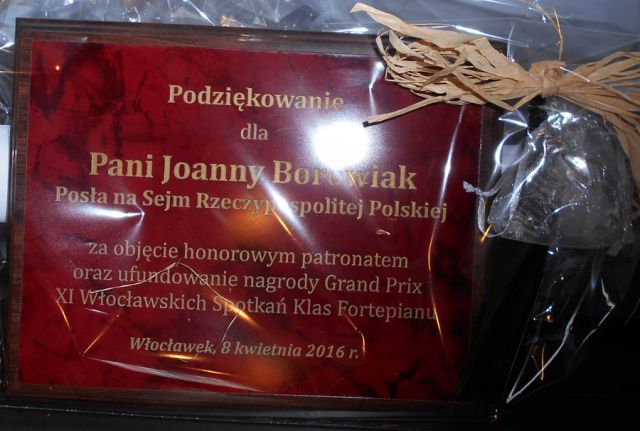 Podziękowanie
dla
Pani Joanny Borowiak
Posła na Sejm Rzeczypospolitej Polskiej
za objęcie honorowym patronatem
oraz ufundowanie nagrody Grand Prix
XI Włocławskich Spotkań Klas Fortepianu
Włocławek, 8 kwietnia 2016 r.